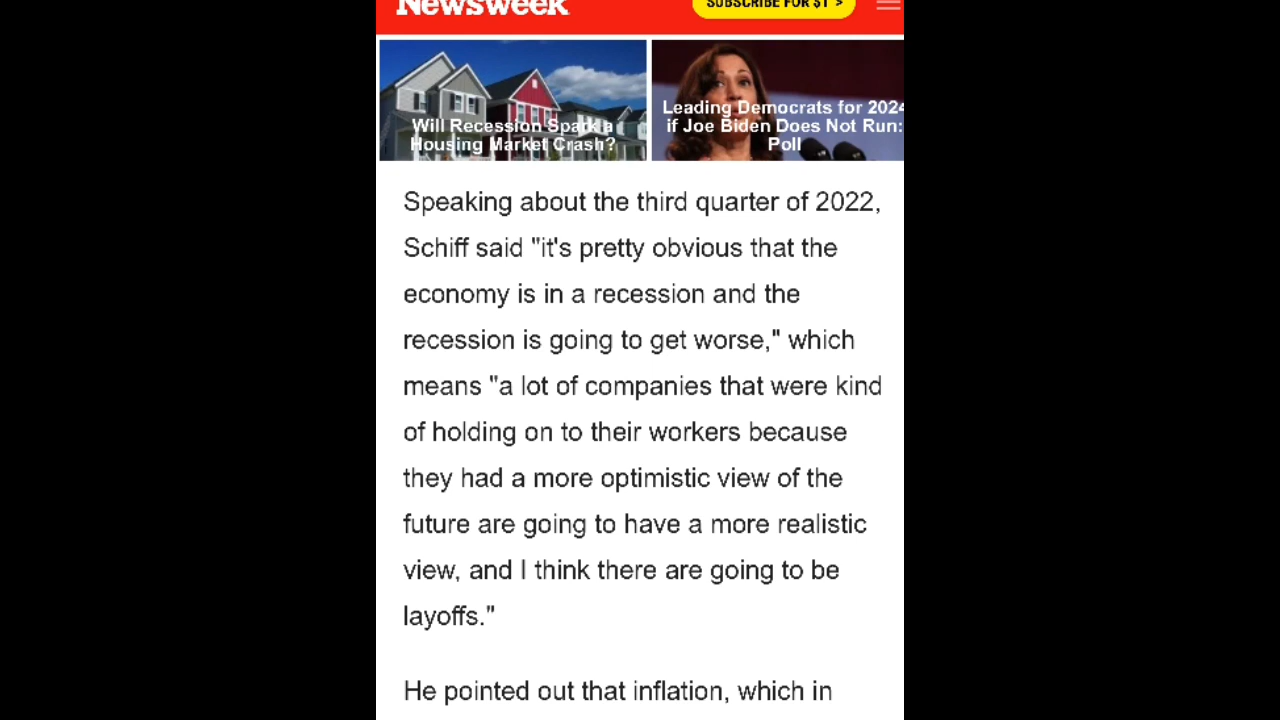 Newsweek
SUBSCRIBE FOR $1 >
Will Recession Spark a
Housing Market Crash?
Leading Democrats for 2024
if Joe Biden Does Not Run:
Poll
Speaking about the third quarter of 2022,
Schiff said "it's pretty obvious that the
economy is in a recession and the
recession is going to get worse," which
means "a lot of companies that were kind
of holding on to their workers because
they had a more optimistic view of the
future are going to have a more realistic
view, and I think there are going to be
layoffs."
He pointed out that inflation, which in